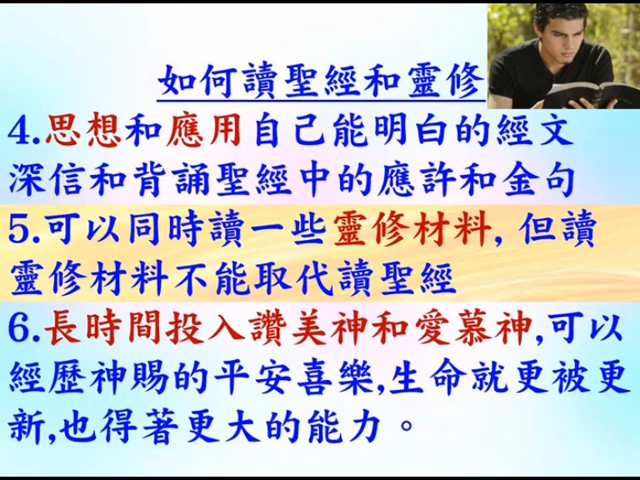 如何讀聖經和靈修
4.思想和應用自己能明白的經文
深信和背誦聖經中的應許和金句
5.可以同時讀一些靈修材料, 但讀
靈修材料不能取代讀聖經
6.長時間投入讚美神和愛慕神,可以
經歷神賜的平安喜樂,生命就更被更
新,也得著更大的能力。